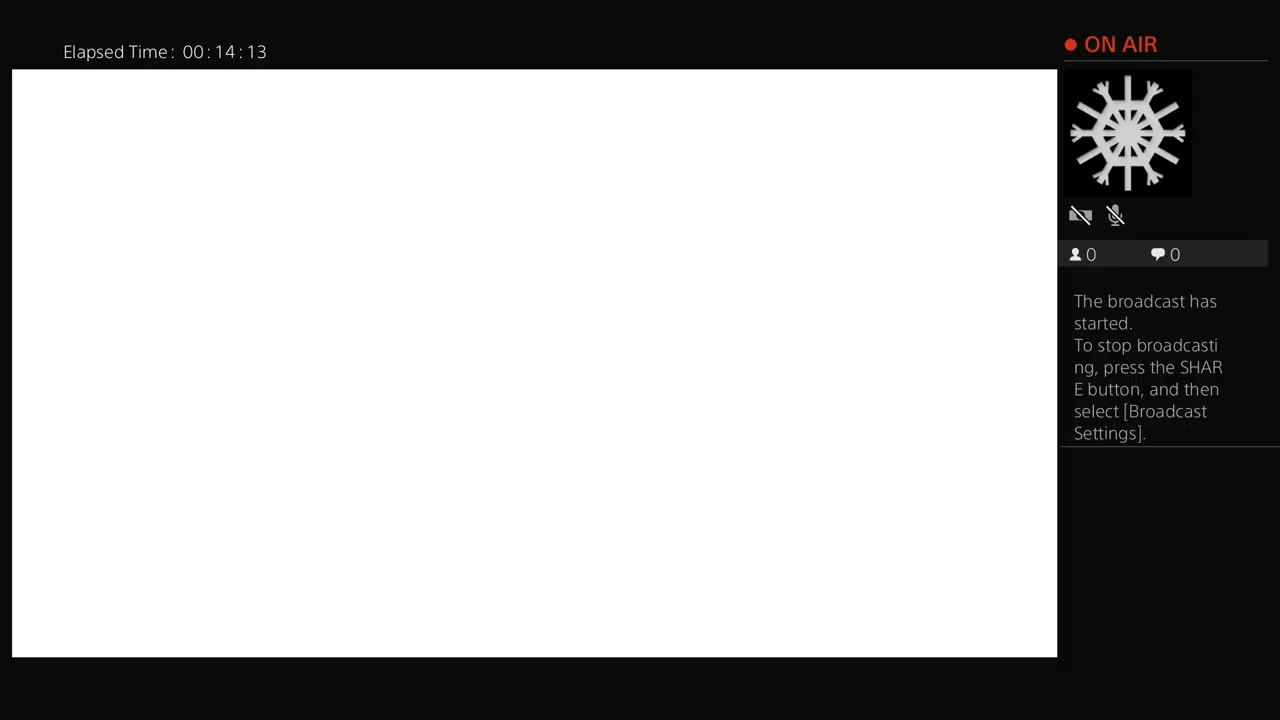 Elapsed Time: 00:14:13
ON AIR
0 0
The broadcast has
started.
To stop broadcasti
ng, press the SHAR
E button, and then
select [Broadcast
Settings].